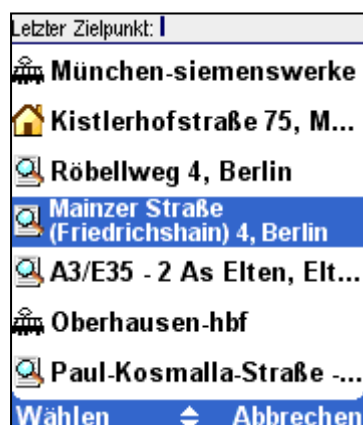 Letzter Zielpunkt:
München-siemenswerke
Kistlerhofstraße 75, M...
Röbellweg 4, Berlin
Mainzer Straße
(Friedrichshain) 4, Berlin
A3/E35 - 2 As Elten, Elt...
Oberhausen-hbf
Paul-Kosmalla-Straße -...
Wählen Abbrechen